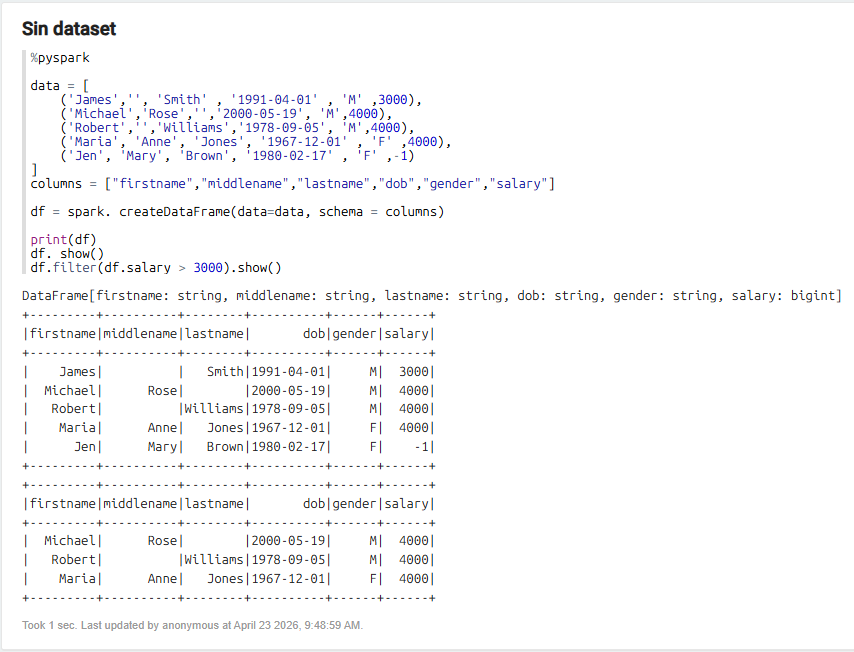 Sin dataset
%pyspark
data = [
    ('James','', 'Smith' , '1991-04-01' , 'M' ,3000),
    ('Michael','Rose','','2000-05-19', 'M',4000),
    ('Robert','','Williams','1978-09-05', 'M',4000),
    ('Maria', 'Anne', 'Jones', '1967-12-01' , 'F' ,4000),
    ('Jen', 'Mary', 'Brown', '1980-02-17' , 'F' ,-1)
]
columns = ["firstname","middlename","lastname","dob","gender","salary"]
df = spark. createDataFrame(data=data, schema = columns)
print(df)
df. show()
df.filter(df.salary > 3000).show()
DataFrame[firstname: string, middlename: string, lastname: string, dob: string, gender: string, salary: bigint]
+---------+----------+--------+----------+------+------+
|firstname|middlename|lastname|       dob|gender|salary|
+---------+----------+--------+----------+------+------+
|    James|          |   Smith|1991-04-01|     M|  3000|
|  Michael|      Rose|        |2000-05-19|     M|  4000|
|   Robert|          |Williams|1978-09-05|     M|  4000|
|    Maria|      Anne|   Jones|1967-12-01|     F|  4000|
|      Jen|      Mary|   Brown|1980-02-17|     F|    -1|
+---------+----------+--------+----------+------+------+
+---------+----------+--------+----------+------+------+
|firstname|middlename|lastname|       dob|gender|salary|
+---------+----------+--------+----------+------+------+
|  Michael|      Rose|        |2000-05-19|     M|  4000|
|   Robert|          |Williams|1978-09-05|     M|  4000|
|    Maria|      Anne|   Jones|1967-12-01|     F|  4000|
+---------+----------+--------+----------+------+------+
Took 1 sec. Last updated by anonymous at April 23 2026, 9:48:59 AM.